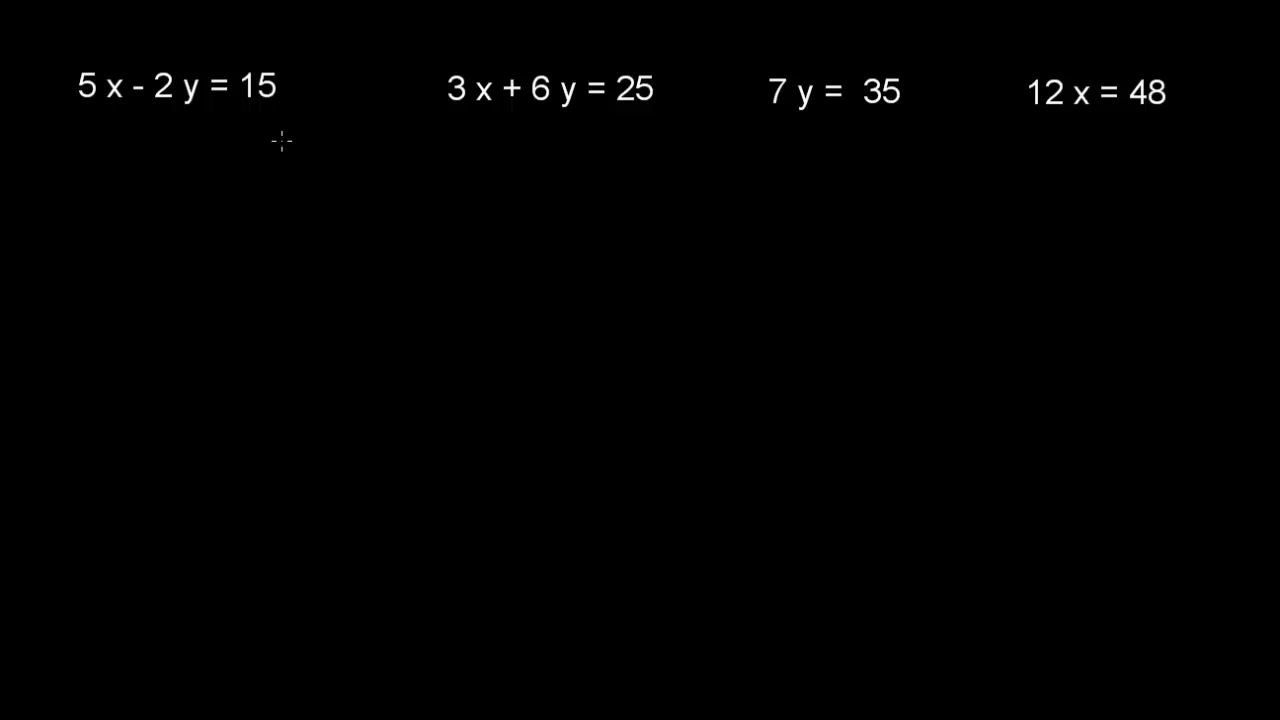 5 x - 2 y = 15
3 x + 6 y = 25
7 y = 35
12 x = 48